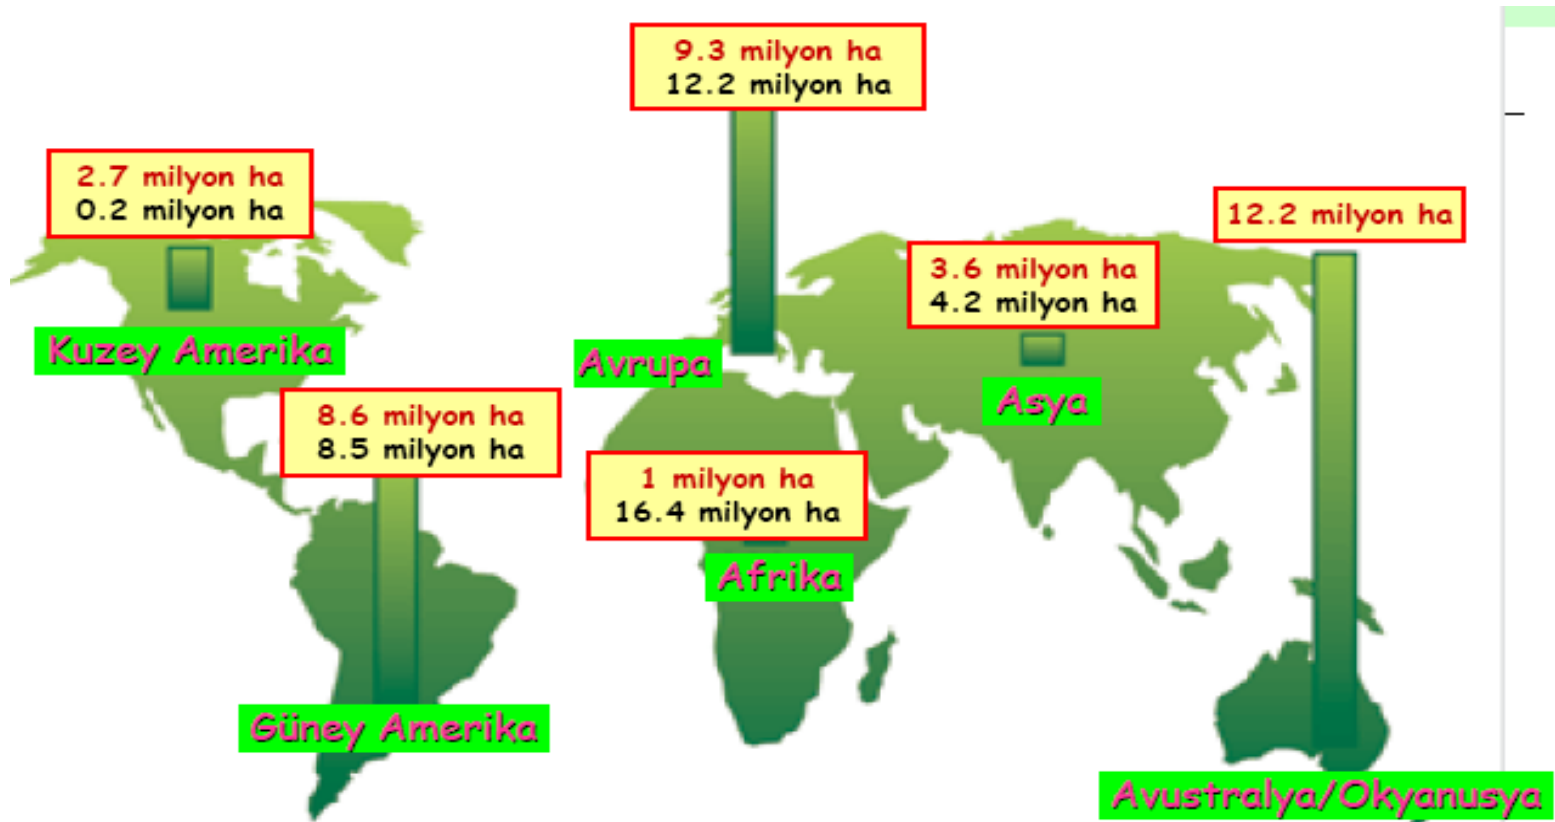 9.3 milyon ha
12.2 milyon ha
2.7 milyon ha
0.2 milyon ha
12.2 milyon ha
3.6 milyon ha
4.2 milyon ha
Kuzey Amerika
Avrupa
Asya
8.6 milyon ha
8.5 milyon ha
1 milyon ha
16.4 milyon ha
Afrika
Güney Amerika
Avustralya/Okyanusya